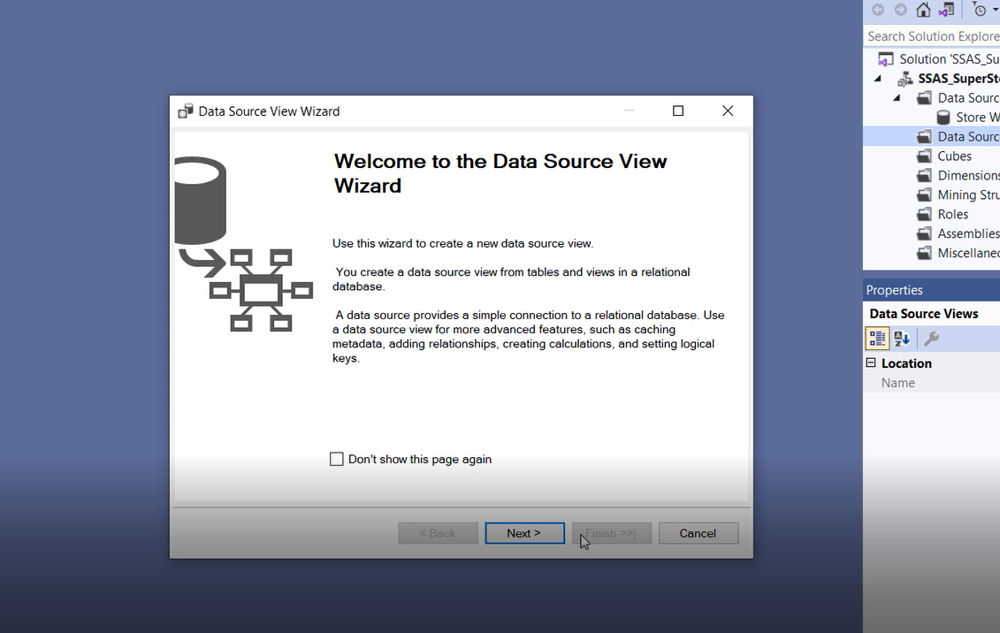 Data Source View Wizard
Welcome to the Data Source View
Wizard
Use this wizard to create a new data source view.
You create a data source view from tables and views in a relational
database.
A data source provides a simple connection to a relational database. Use
a data source view for more advanced features, such as caching
metadata, adding relationships, creating calculations, and setting logical
keys.
Don't show this page again
< Back
Next >
Finish >>|
Cancel
Search Solution Explore
Solution 'SSAS_Su
SSAS_SuperSt
Data Sourc
Store W
Data Sourc
Cubes
Dimensions
Mining Stru
Roles
Assemblies
Miscellane
Properties
Data Source Views
Location
Name